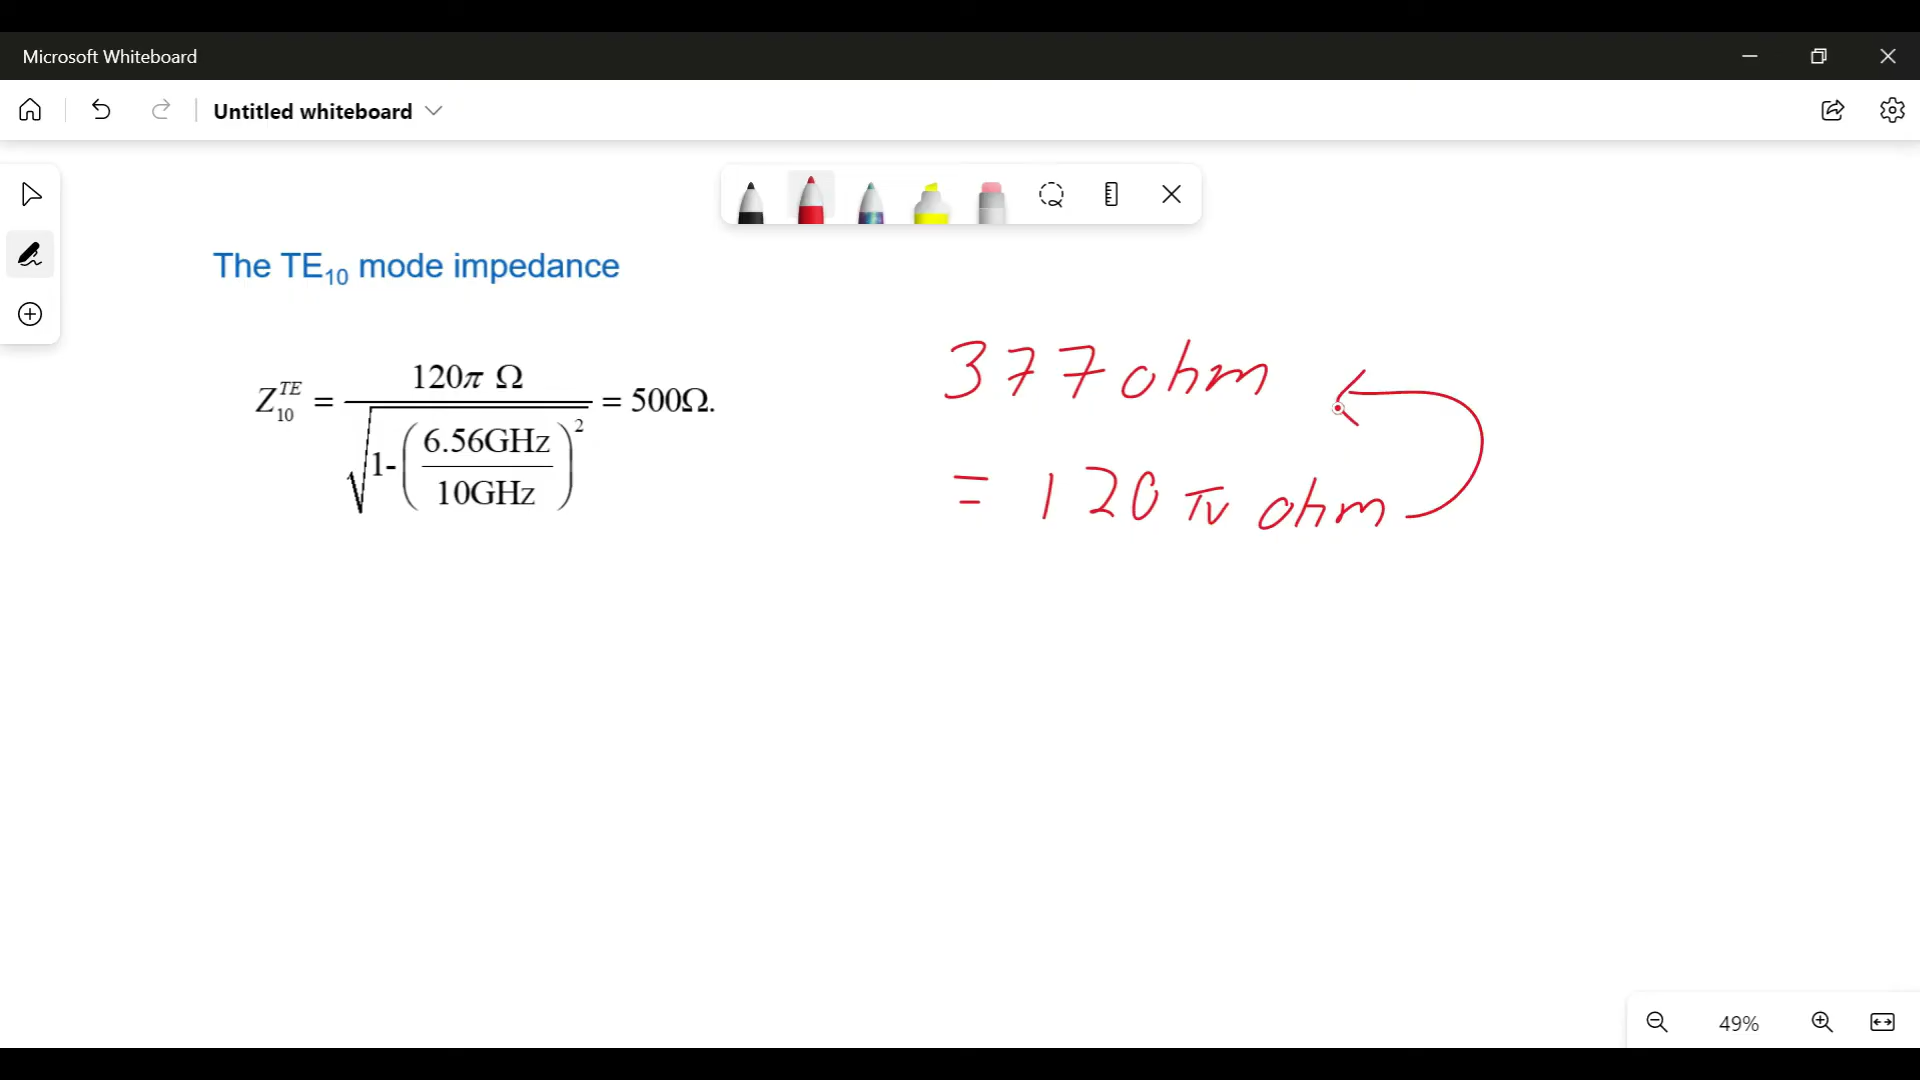 Microsoft Whiteboard
Untitled whiteboard
The TE₁₀ mode impedance
377 ohm
Z₁₀ᵀᴱ = 120π Ω / √(1-(6.56GHz/10GHz)²) = 500Ω.
= 120 π ohm
49%